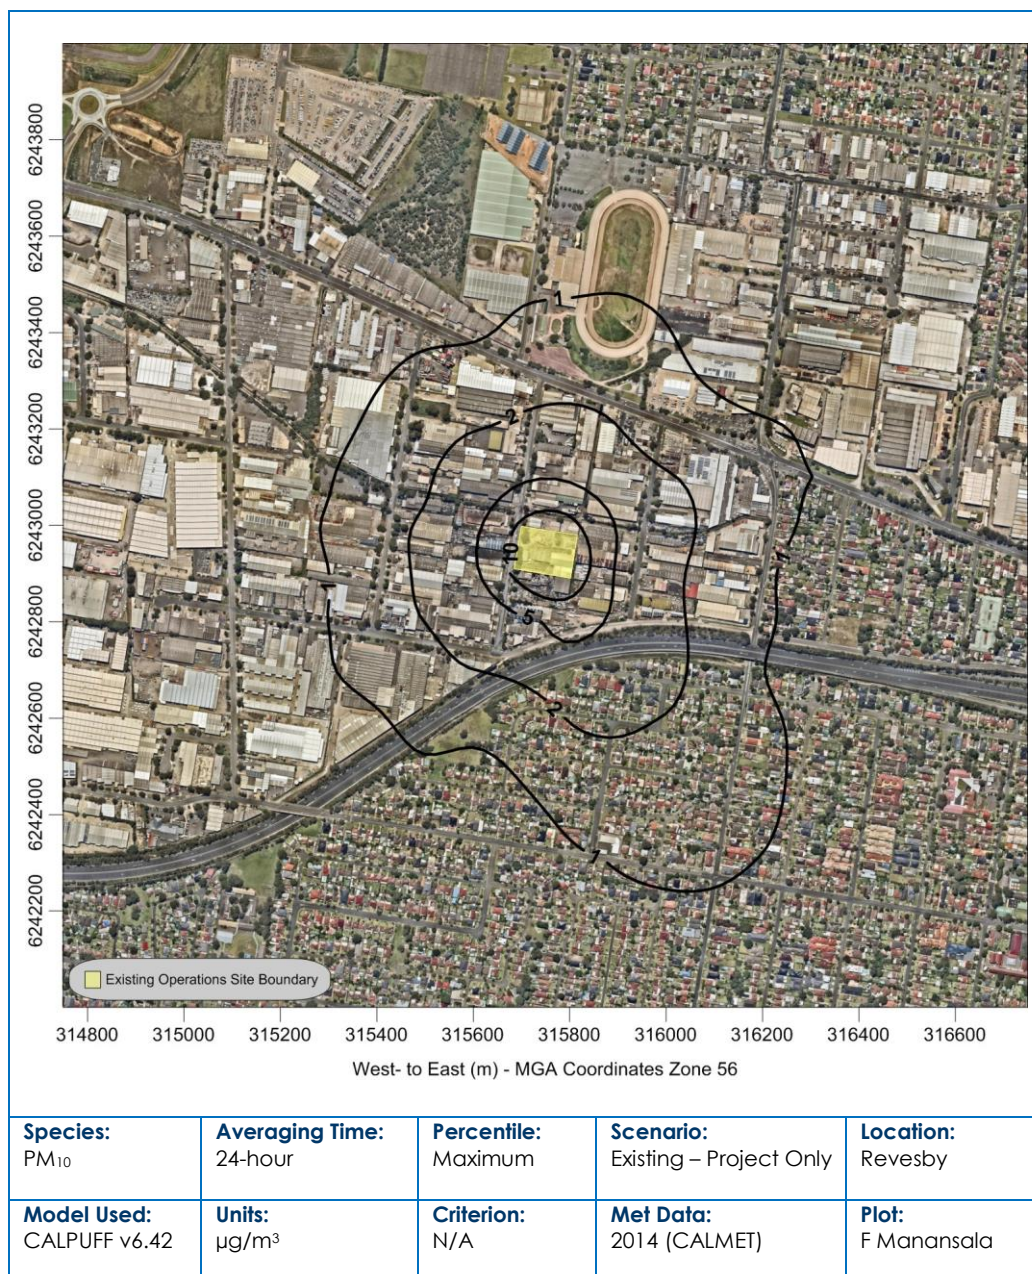 6243800
6243600
6243400
6243200
6243000
6242800
6242600
6242400
6242200
1
2
10
5
1
1
2
1
Existing Operations Site Boundary
314800 315000 315200 315400 315600 315800 316000 316200 316400 316600
West- to East (m) - MGA Coordinates Zone 56
Species: Averaging Time: Percentile: Scenario: Location:
PM₁₀ 24-hour Maximum Existing – Project Only Revesby
Model Used: Units: Criterion: Met Data: Plot:
CALPUFF v6.42 µg/m³ N/A 2014 (CALMET) F Manansala